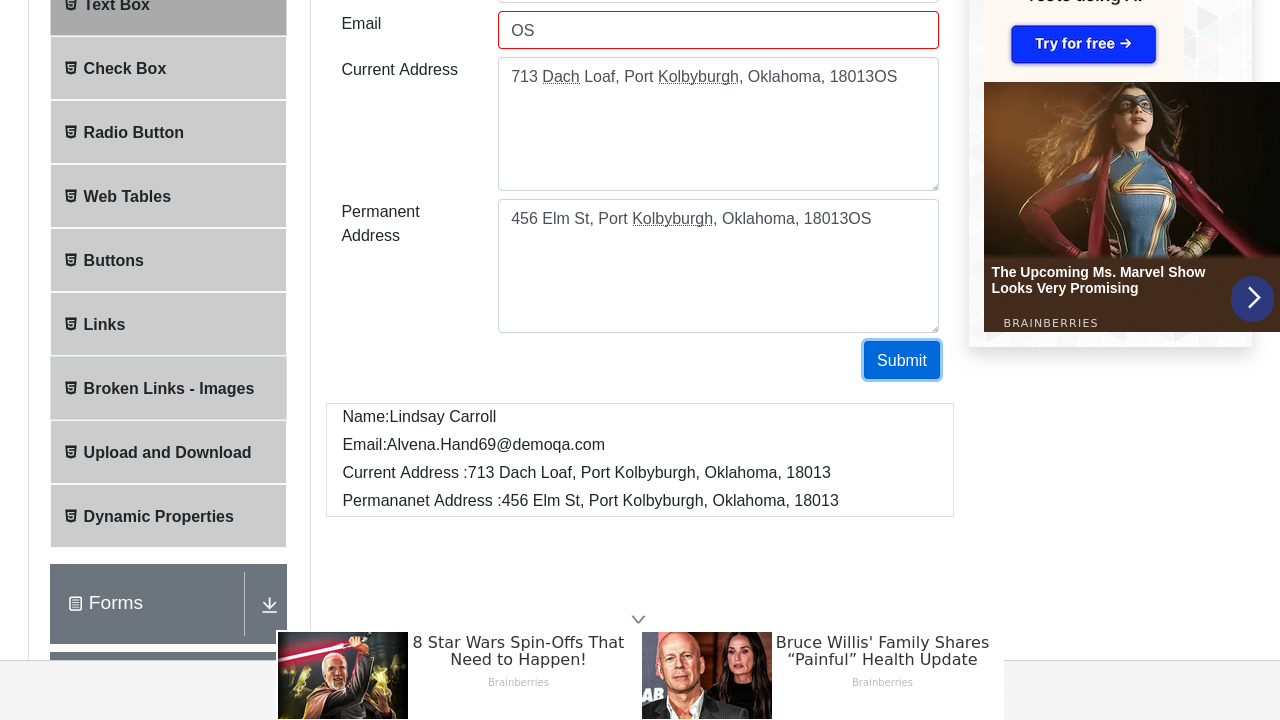 Text Box
Check Box
Radio Button
Web Tables
Buttons
Links
Broken Links - Images
Upload and Download
Dynamic Properties
Forms
Email
OS
Current Address
713 Dach Loaf, Port Kolbyburgh, Oklahoma, 18013OS
Permanent
Address
456 Elm St, Port Kolbyburgh, Oklahoma, 18013OS
Submit
Name:Lindsay Carroll
Email:Alvena.Hand69@demoqa.com
Current Address :713 Dach Loaf, Port Kolbyburgh, Oklahoma, 18013
Permananet Address :456 Elm St, Port Kolbyburgh, Oklahoma, 18013
Try for free →
The Upcoming Ms. Marvel Show
Looks Very Promising
BRAINBERRIES
8 Star Wars Spin-Offs That
Need to Happen!
Brainberries
Bruce Willis' Family Shares
“Painful” Health Update
Brainberries